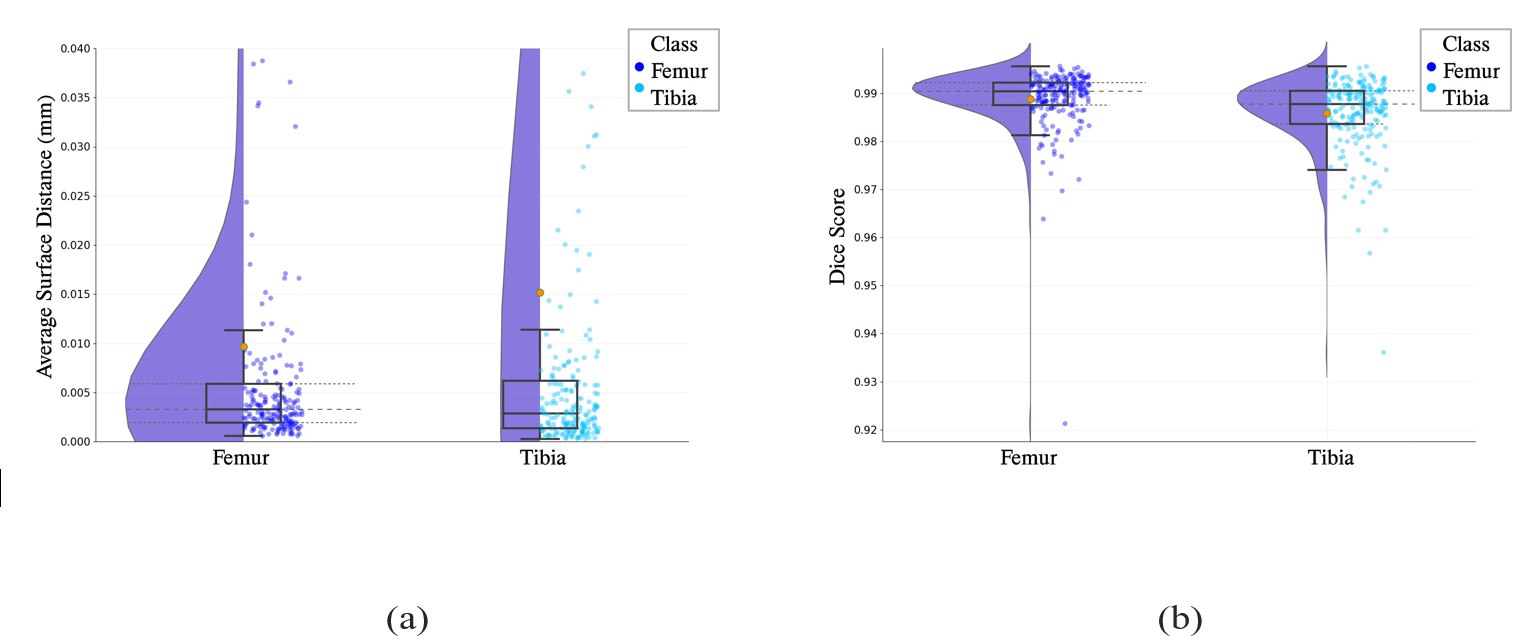 Average Surface Distance (mm)
0.040
0.035
0.030
0.025
0.020
0.015
0.010
0.005
0.000
Femur
Tibia
Class
Femur
Tibia
(a)
Dice Score
0.99
0.98
0.97
0.96
0.95
0.94
0.93
0.92
Femur
Tibia
Class
Femur
Tibia
(b)